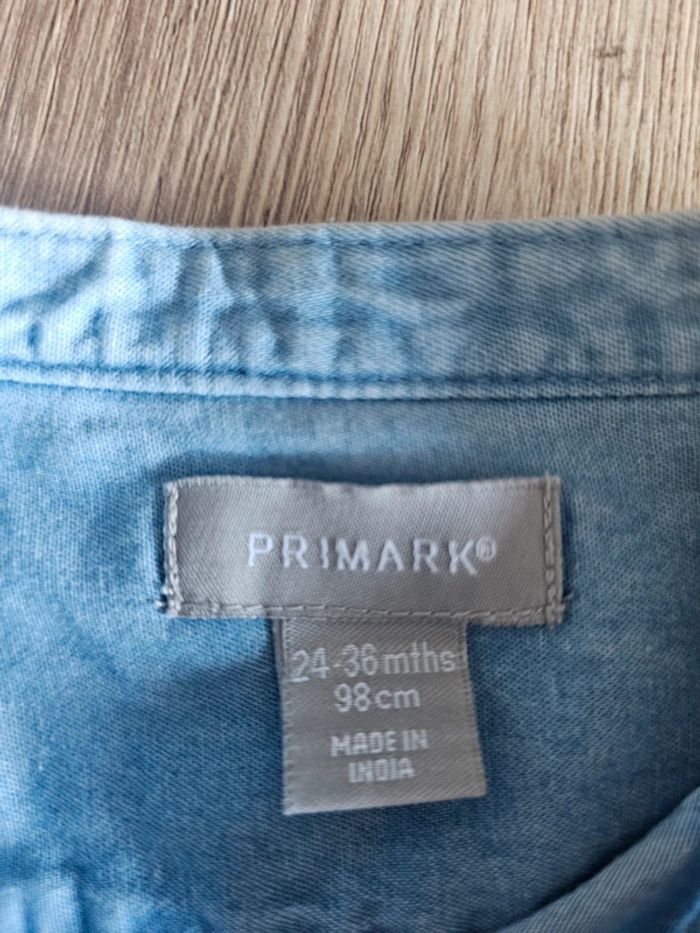 PRIMARK®
24-36 mths
98cm
MADE IN
INDIA